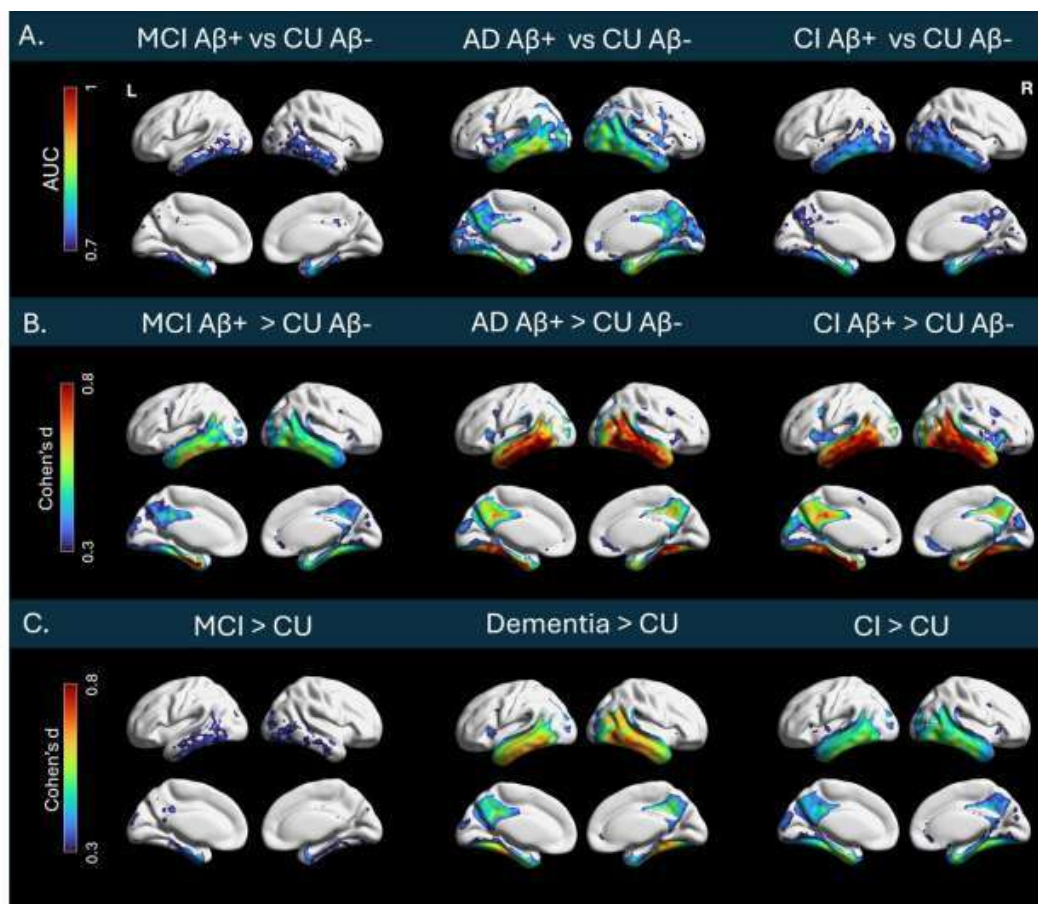 A. MCI Aβ+ vs CU Aβ- AD Aβ+ vs CU Aβ- CI Aβ+ vs CU Aβ-
L R
1
AUC
0.7
B. MCI Aβ+ > CU Aβ- AD Aβ+ > CU Aβ- CI Aβ+ > CU Aβ-
0.8
Cohen's d
0.3
C. MCI > CU Dementia > CU CI > CU
0.8
Cohen's d
0.3